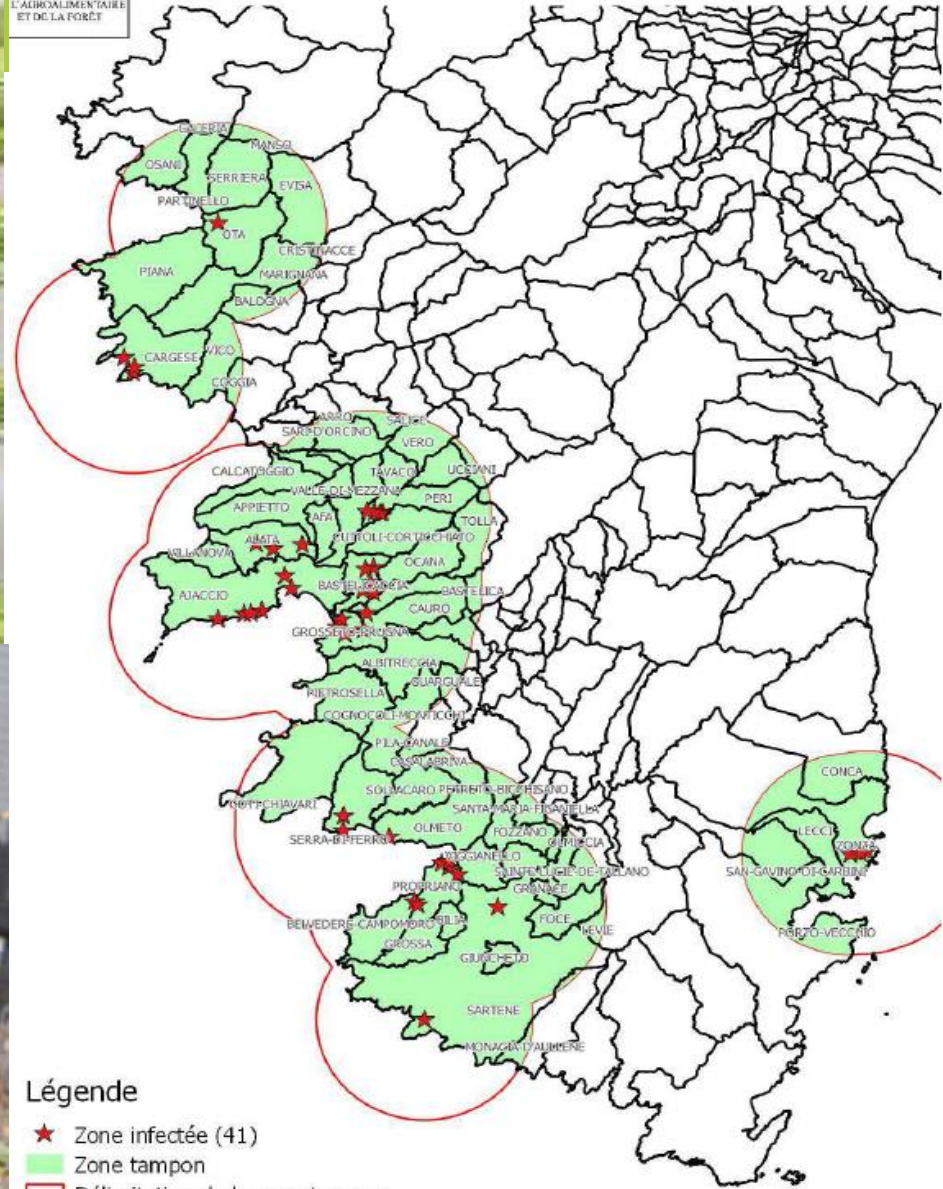 L'AGROALIMENTAIRE
ET DE LA FORÊT
GALERIA
MANSO
OSANI
SERRIERA
EVISA
PARTINELLO
OTA
CRISTINACCE
PIANA
MARIGNANA
BALOGNA
CARGESE
VICO
COGGIA
ARRO
SALICE
SARI-D'ORCINO
VERO
CALCATOGGIO
TAVACO
UCCIANI
VALLE-DI-MEZZANA
PERI
APPIETTO
AFA
TOLLA
CUTTOLI-CORTICCHIATO
ALATA
VILLANOVA
OCANA
BASTELICACCIA
BASTELICA
AJACCIO
CAURO
GROSSETO-PRUGNA
ALBITRECCIA
GUARGUALE
PIETROSELLA
COGNOCOLI-MONTICCHI
PILA-CANALE
CASALABRIVA
CONCA
SOLLACARO
PETRETO-BICCHISANO
COTI-CHIAVARI
SANTA-MARIA-FIGANIELLA
OLMETO
FOZZANO
LECCI
SERRA-DI-FERRO
OLMICCIA
ZONZA
VIGGIANELLO
SAINTE-LUCIE-DE-TALLANO
SAN-GAVINO-DI-CARBINI
PROPRIANO
GRANACE
BELVEDERE-CAMPOMORO
BILIA
FOCE
LEVIE
PORTO-VECCHIO
GROSSA
GIUNCHETO
SARTENE
MONACIA-D'AULLENE
Légende
Zone infectée (41)
Zone tampon